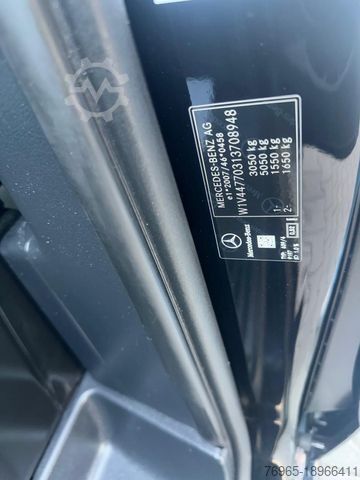 MERCEDES-BENZ AG
e1*2007/46*0458
W1V44770313708948
3050 kg
5050 kg
1- 1550 kg
2- 1650 kg
Mercedes-Benz
76965-18966411